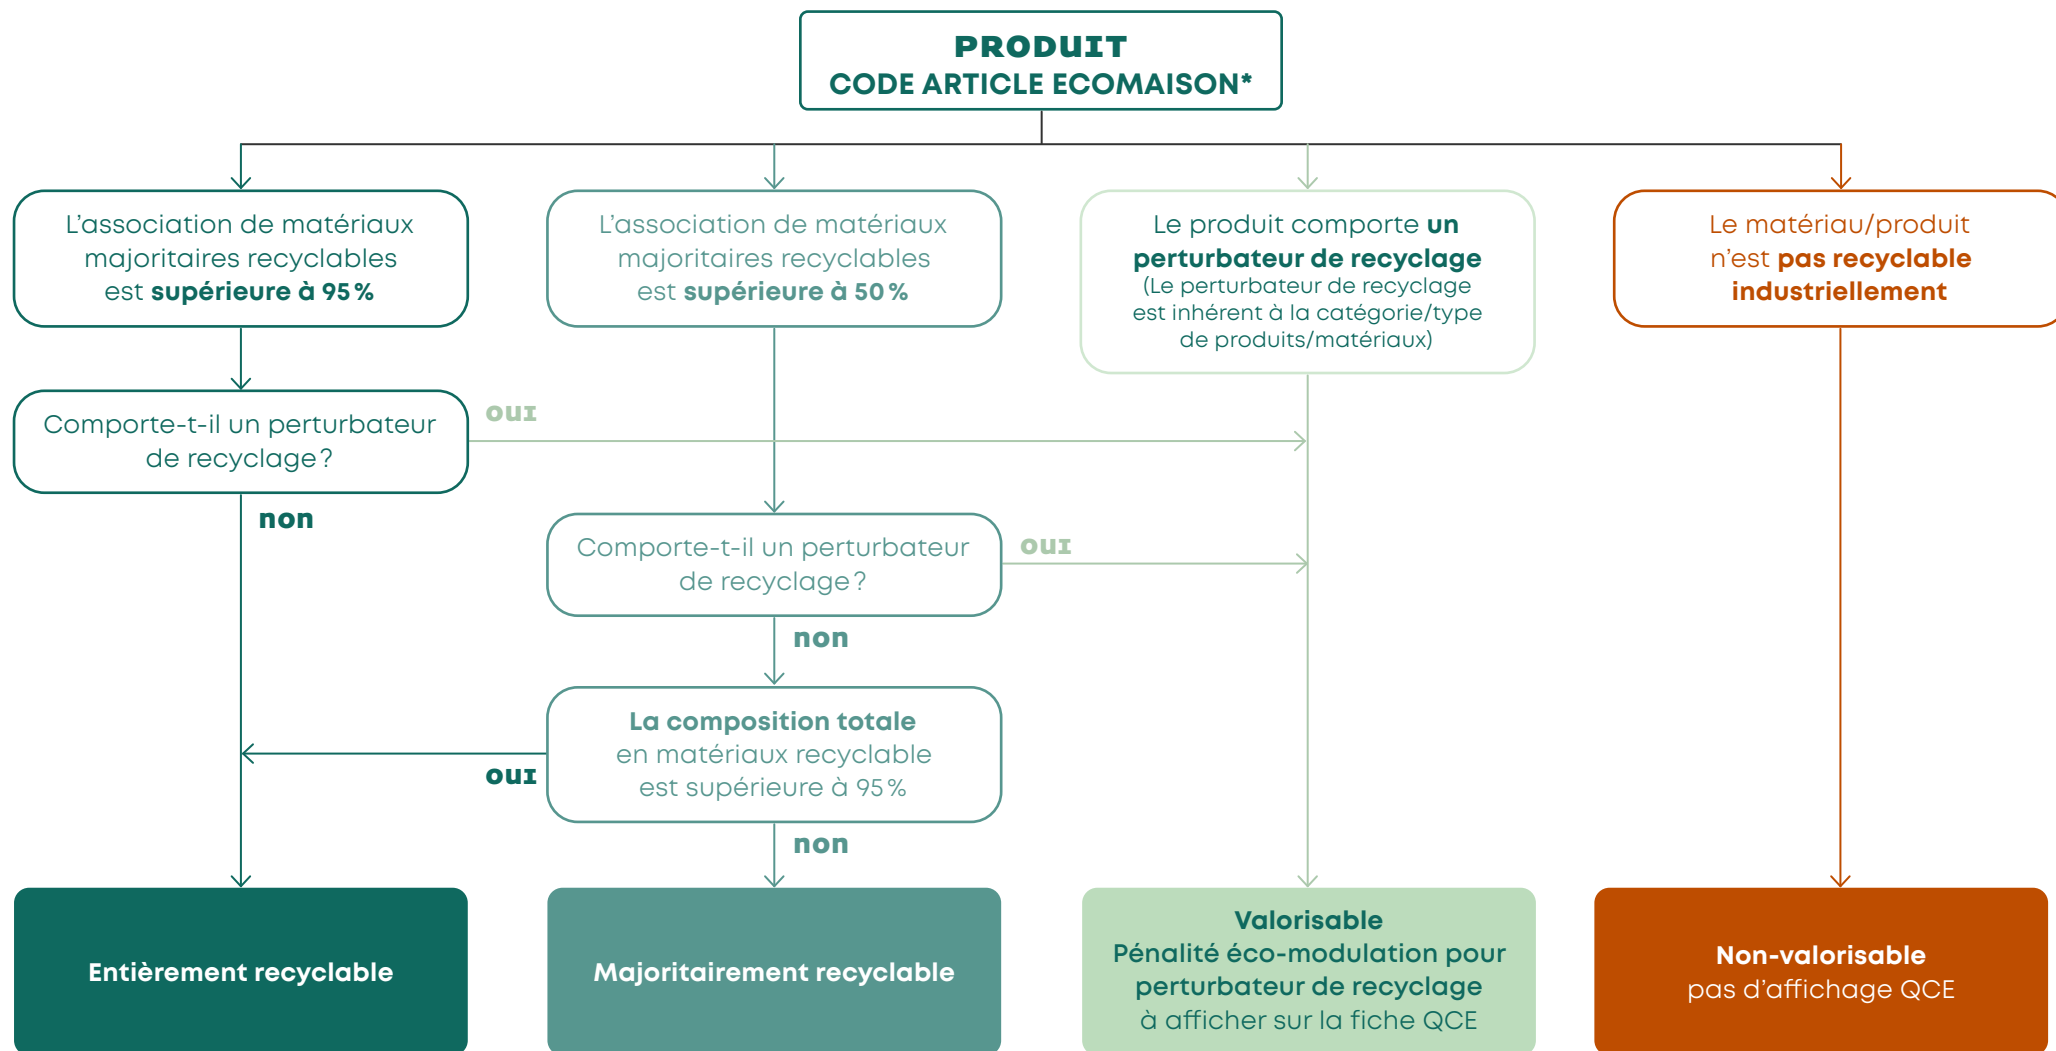 PRODUIT
CODE ARTICLE ECOMAISON*
L'association de matériaux
majoritaires recyclables
est supérieure à 95 %
L'association de matériaux
majoritaires recyclables
est supérieure à 50 %
Le produit comporte un
perturbateur de recyclage
(Le perturbateur de recyclage
est inhérent à la catégorie/type
de produits/matériaux)
Le matériau/produit
n'est pas recyclable
industriellement
Comporte-t-il un perturbateur
de recyclage ?
OUI
non
Comporte-t-il un perturbateur
de recyclage ?
OUI
non
La composition totale
en matériaux recyclable
est supérieure à 95 %
OUI
non
Entièrement recyclable
Majoritairement recyclable
Valorisable
Pénalité éco-modulation pour
perturbateur de recyclage
à afficher sur la fiche QCE
Non-valorisable
pas d'affichage QCE